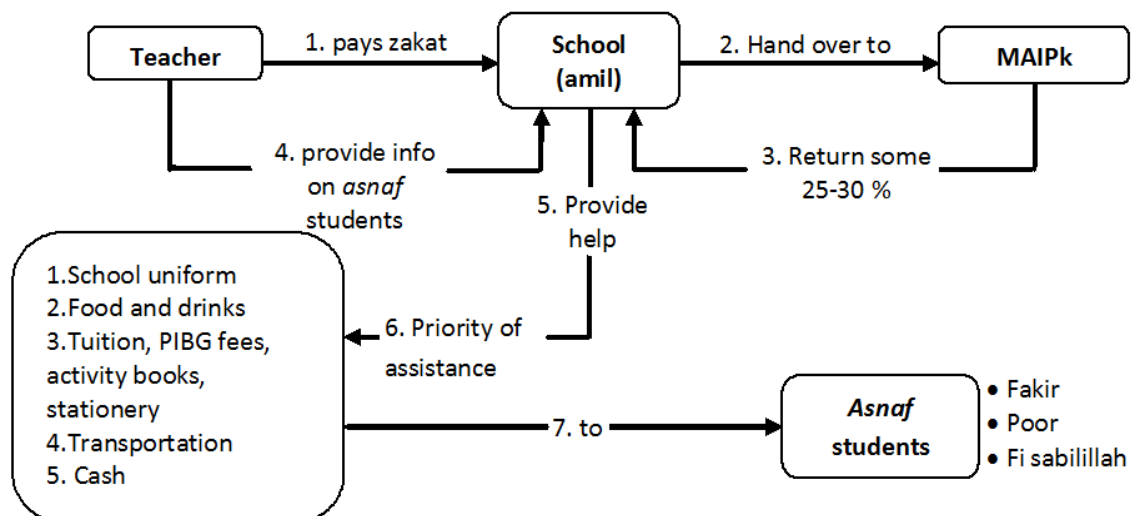 Teacher
1. pays zakat
School
(amil)
2. Hand over to
MAIPk
4. provide info
on asnaf
students
3. Return some
25-30 %
5. Provide
help
1.School uniform
2.Food and drinks
3.Tuition, PIBG fees,
activity books,
stationery
4.Transportation
5. Cash
6. Priority of
assistance
7. to
Asnaf
students
• Fakir
• Poor
• Fi sabilillah